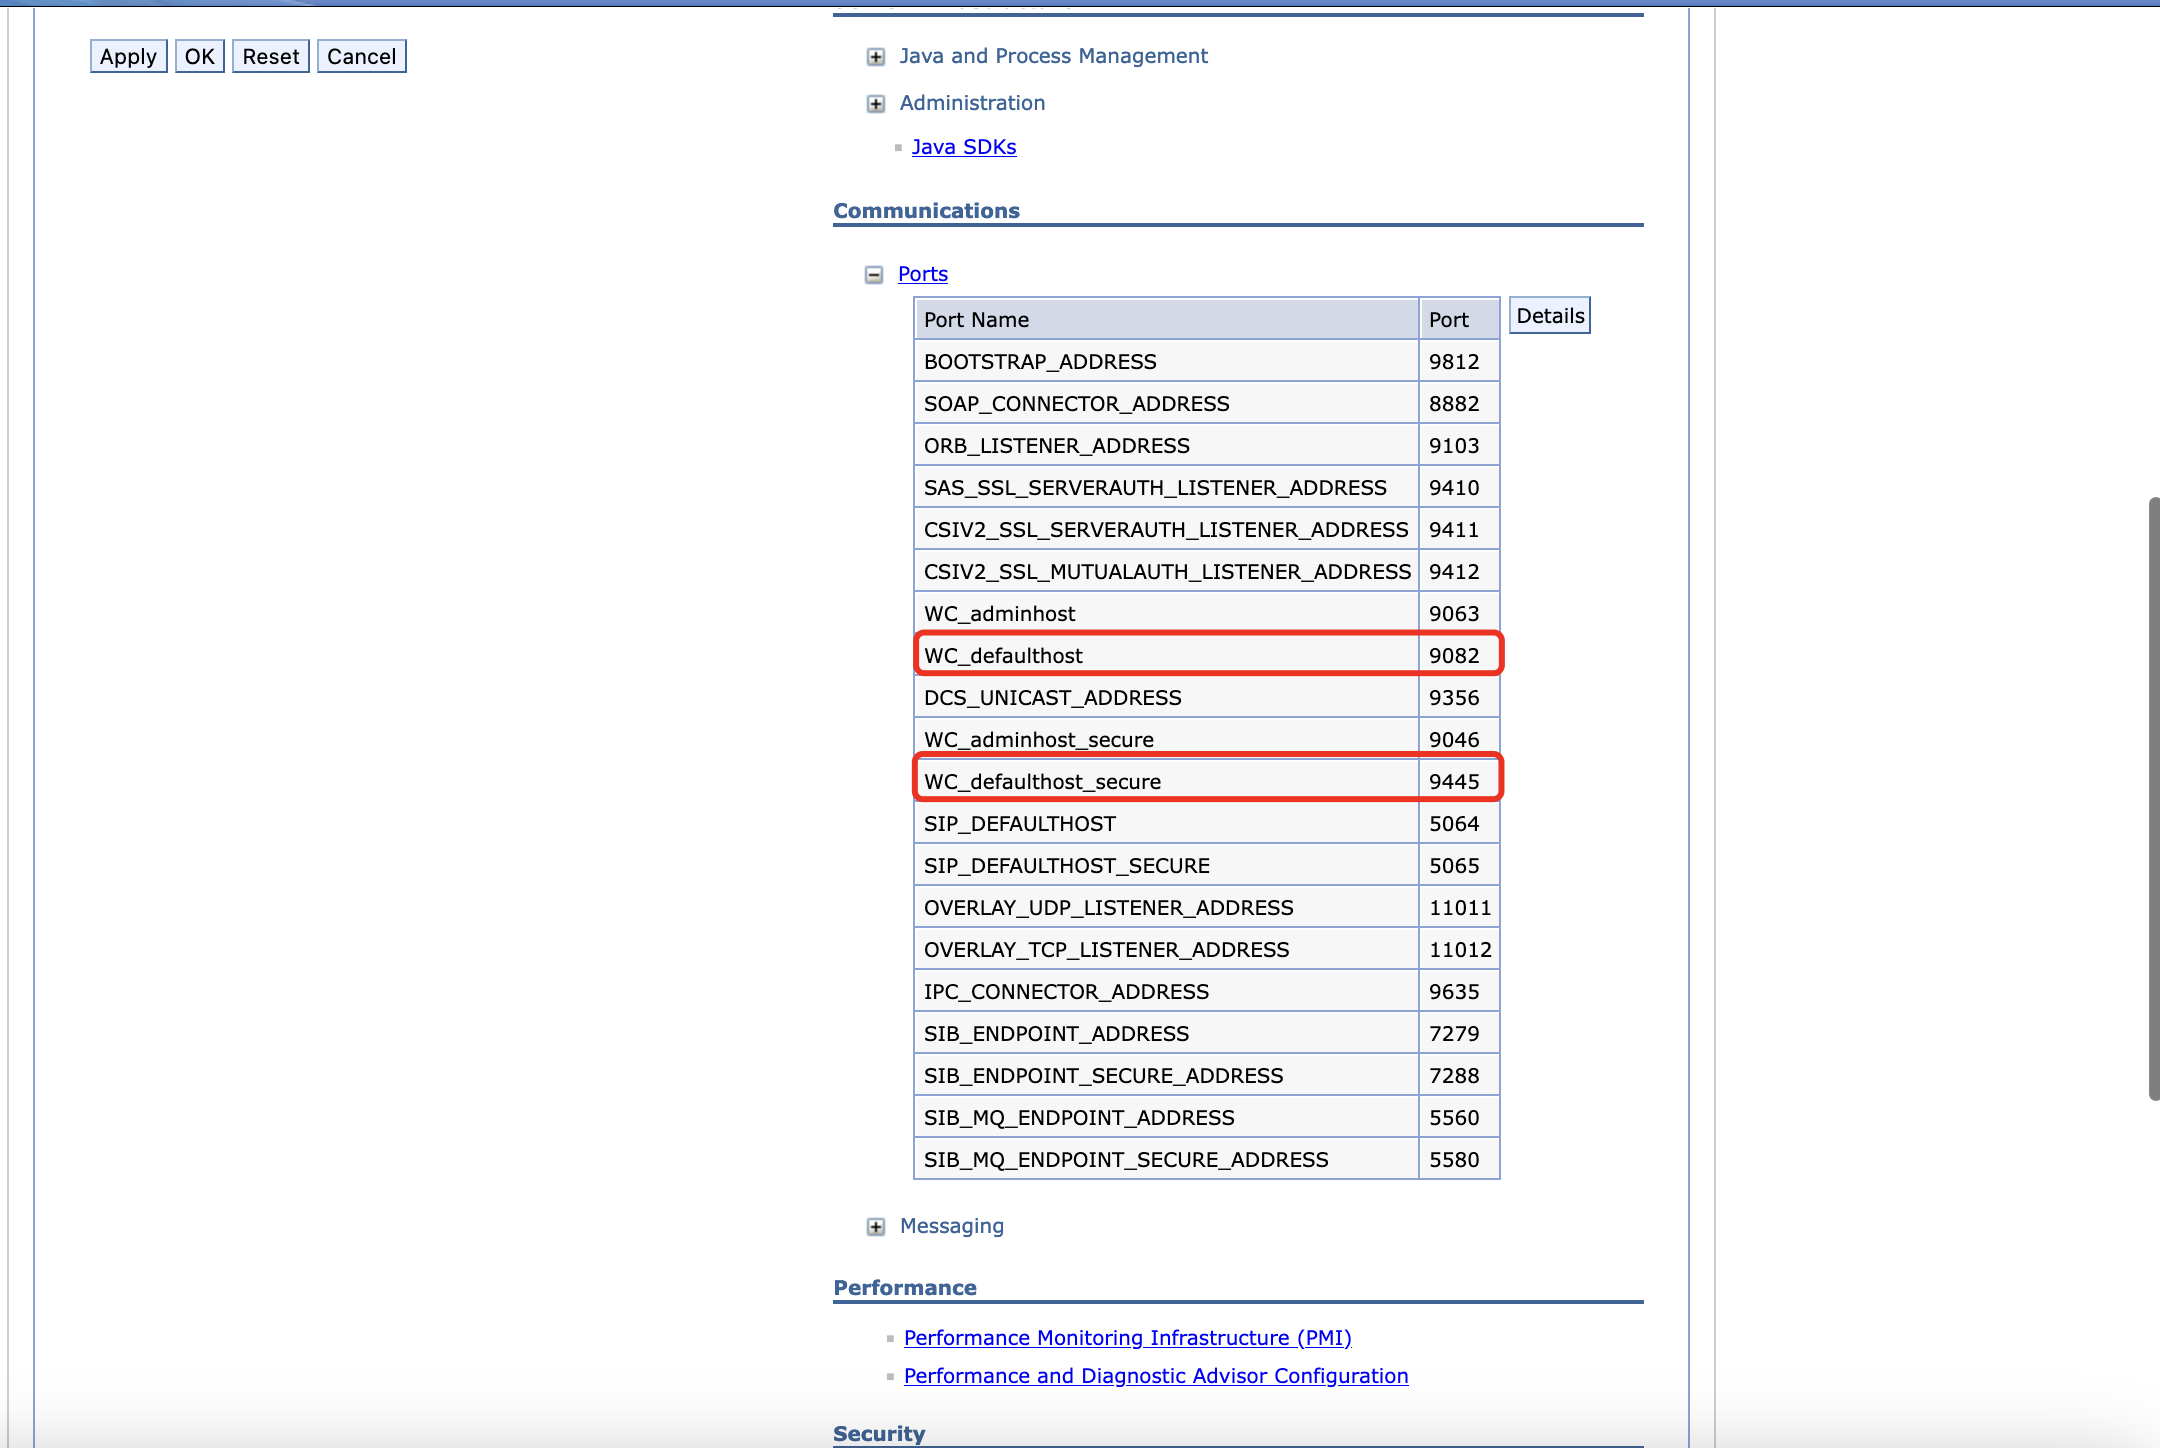 Apply OK Reset Cancel
Java and Process Management
Administration
Java SDKs
Communications
Ports
Port Name Port Details
BOOTSTRAP_ADDRESS 9812
SOAP_CONNECTOR_ADDRESS 8882
ORB_LISTENER_ADDRESS 9103
SAS_SSL_SERVERAUTH_LISTENER_ADDRESS 9410
CSIV2_SSL_SERVERAUTH_LISTENER_ADDRESS 9411
CSIV2_SSL_MUTUALAUTH_LISTENER_ADDRESS 9412
WC_adminhost 9063
WC_defaulthost 9082
DCS_UNICAST_ADDRESS 9356
WC_adminhost_secure 9046
WC_defaulthost_secure 9445
SIP_DEFAULTHOST 5064
SIP_DEFAULTHOST_SECURE 5065
OVERLAY_UDP_LISTENER_ADDRESS 11011
OVERLAY_TCP_LISTENER_ADDRESS 11012
IPC_CONNECTOR_ADDRESS 9635
SIB_ENDPOINT_ADDRESS 7279
SIB_ENDPOINT_SECURE_ADDRESS 7288
SIB_MQ_ENDPOINT_ADDRESS 5560
SIB_MQ_ENDPOINT_SECURE_ADDRESS 5580
Messaging
Performance
Performance Monitoring Infrastructure (PMI)
Performance and Diagnostic Advisor Configuration
Security